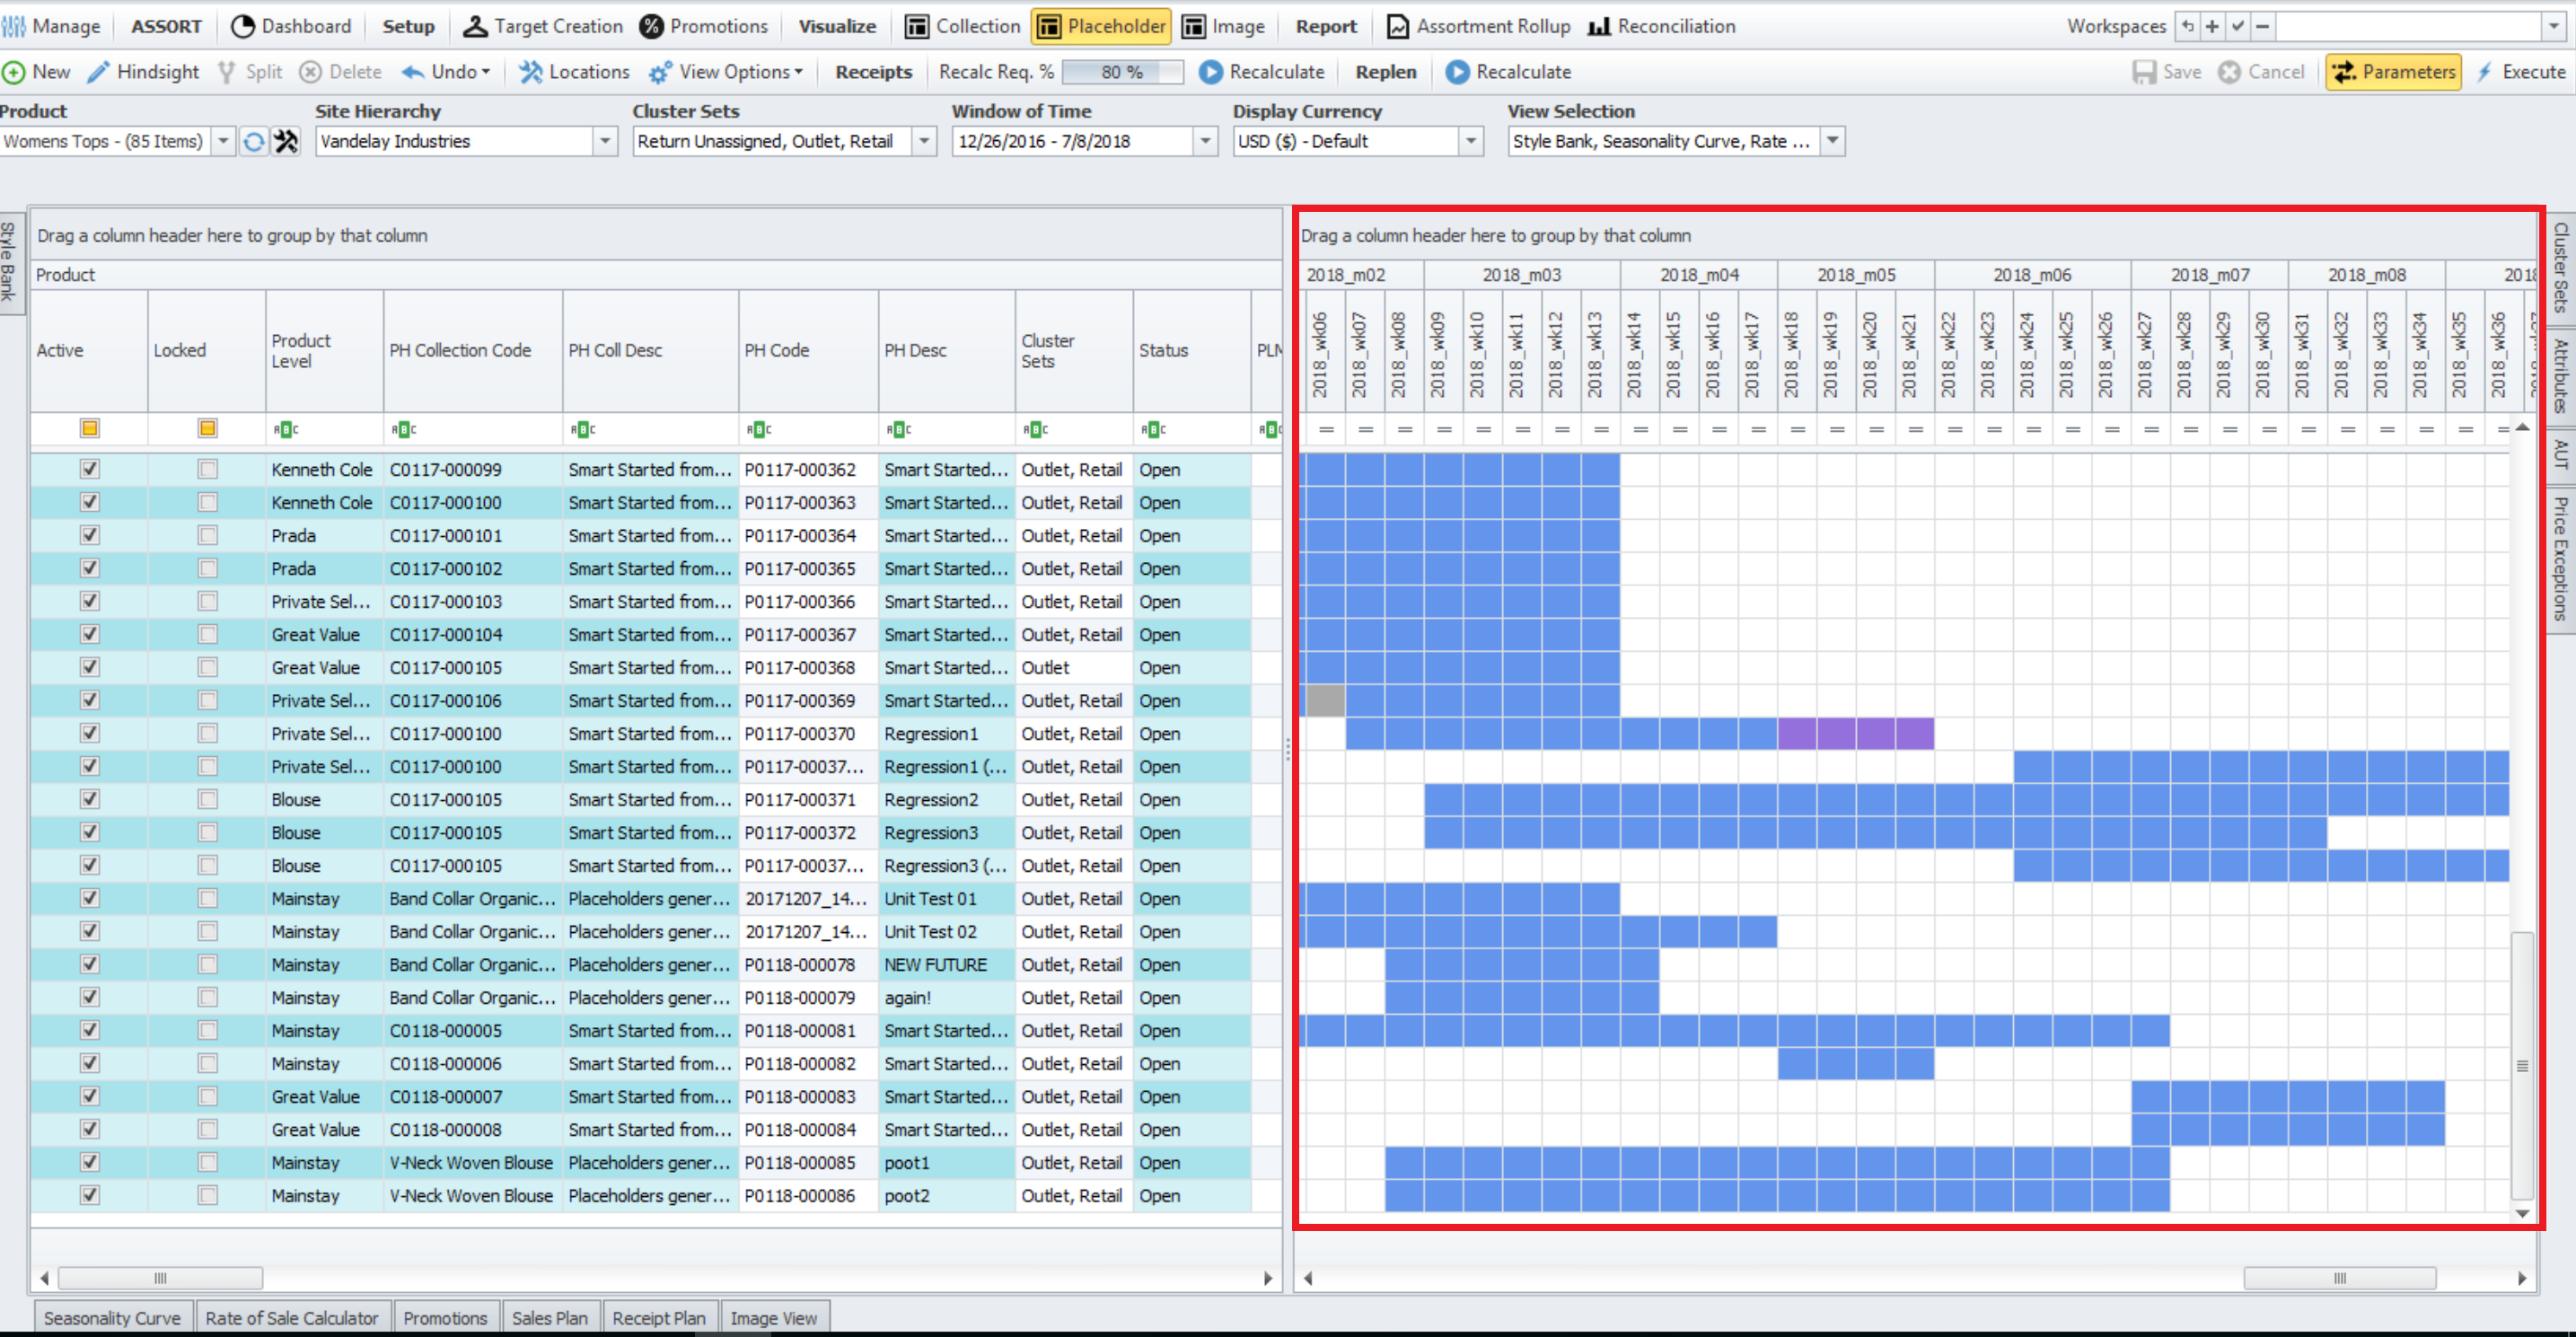 Manage ASSORT Dashboard Setup Target Creation % Promotions Visualize Collection Placeholder Image Report Assortment Rollup Reconciliation Workspaces
New Hindsight Split Delete Undo Locations View Options Receipts Recalc Req. % 80 % Recalculate Replen Recalculate Save Cancel Parameters Execute
Product Site Hierarchy Cluster Sets Window of Time Display Currency View Selection
Womens Tops - (85 Items) Vandelay Industries Return Unassigned, Outlet, Retail 12/26/2016 - 7/8/2018 USD ($) - Default Style Bank, Seasonality Curve, Rate ...
Style Bank
Drag a column header here to group by that column
Product
Active Locked Product Level PH Collection Code PH Coll Desc PH Code PH Desc Cluster Sets Status PLM
ABC ABC ABC ABC ABC ABC ABC ABC
Kenneth Cole C0117-000099 Smart Started from... P0117-000362 Smart Started... Outlet, Retail Open
Kenneth Cole C0117-000100 Smart Started from... P0117-000363 Smart Started... Outlet, Retail Open
Prada C0117-000101 Smart Started from... P0117-000364 Smart Started... Outlet, Retail Open
Prada C0117-000102 Smart Started from... P0117-000365 Smart Started... Outlet, Retail Open
Private Sel... C0117-000103 Smart Started from... P0117-000366 Smart Started... Outlet, Retail Open
Great Value C0117-000104 Smart Started from... P0117-000367 Smart Started... Outlet, Retail Open
Great Value C0117-000105 Smart Started from... P0117-000368 Smart Started... Outlet Open
Private Sel... C0117-000106 Smart Started from... P0117-000369 Smart Started... Outlet, Retail Open
Private Sel... C0117-000100 Smart Started from... P0117-000370 Regression1 Outlet, Retail Open
Private Sel... C0117-000100 Smart Started from... P0117-00037... Regression1 (... Outlet, Retail Open
Blouse C0117-000105 Smart Started from... P0117-000371 Regression2 Outlet, Retail Open
Blouse C0117-000105 Smart Started from... P0117-000372 Regression3 Outlet, Retail Open
Blouse C0117-000105 Smart Started from... P0117-00037... Regression3 (... Outlet, Retail Open
Mainstay Band Collar Organic... Placeholders gener... 20171207_14... Unit Test 01 Outlet, Retail Open
Mainstay Band Collar Organic... Placeholders gener... 20171207_14... Unit Test 02 Outlet, Retail Open
Mainstay Band Collar Organic... Placeholders gener... P0118-000078 NEW FUTURE Outlet, Retail Open
Mainstay Band Collar Organic... Placeholders gener... P0118-000079 again! Outlet, Retail Open
Mainstay C0118-000005 Smart Started from... P0118-000081 Smart Started... Outlet, Retail Open
Mainstay C0118-000006 Smart Started from... P0118-000082 Smart Started... Outlet, Retail Open
Great Value C0118-000007 Smart Started from... P0118-000083 Smart Started... Outlet, Retail Open
Great Value C0118-000008 Smart Started from... P0118-000084 Smart Started... Outlet, Retail Open
Mainstay V-Neck Woven Blouse Placeholders gener... P0118-000085 poot1 Outlet, Retail Open
Mainstay V-Neck Woven Blouse Placeholders gener... P0118-000086 poot2 Outlet, Retail Open
Drag a column header here to group by that column
2018_m02 2018_m03 2018_m04 2018_m05 2018_m06 2018_m07 2018_m08 2018
2018_wk06 2018_wk07 2018_wk08 2018_wk09 2018_wk10 2018_wk11 2018_wk12 2018_wk13 2018_wk14 2018_wk15 2018_wk16 2018_wk17 2018_wk18 2018_wk19 2018_wk20 2018_wk21 2018_wk22 2018_wk23 2018_wk24 2018_wk25 2018_wk26 2018_wk27 2018_wk28 2018_wk29 2018_wk30 2018_wk31 2018_wk32 2018_wk33 2018_wk34 2018_wk35 2018_wk36
= = = = = = = = = = = = = = = = = = = = = = = = = = = = = = =
Cluster Sets
Attributes
AUT
Price Exceptions
Seasonality Curve Rate of Sale Calculator Promotions Sales Plan Receipt Plan Image View